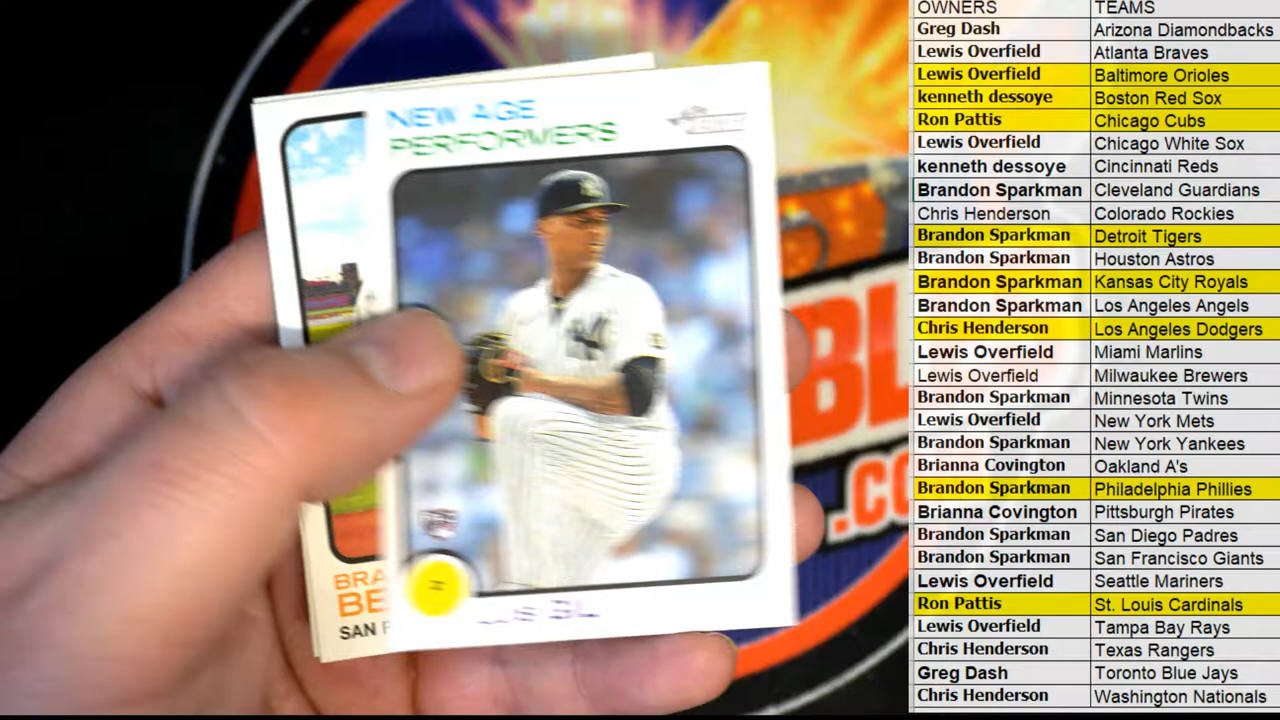 NEW AGE
PERFORMERS
BRA
BE
SAN F
BL
.CO
OWNERS TEAMS
Greg Dash Arizona Diamondbacks
Lewis Overfield Atlanta Braves
Lewis Overfield Baltimore Orioles
kenneth dessoye Boston Red Sox
Ron Pattis Chicago Cubs
Lewis Overfield Chicago White Sox
kenneth dessoye Cincinnati Reds
Brandon Sparkman Cleveland Guardians
Chris Henderson Colorado Rockies
Brandon Sparkman Detroit Tigers
Brandon Sparkman Houston Astros
Brandon Sparkman Kansas City Royals
Brandon Sparkman Los Angeles Angels
Chris Henderson Los Angeles Dodgers
Lewis Overfield Miami Marlins
Lewis Overfield Milwaukee Brewers
Brandon Sparkman Minnesota Twins
Lewis Overfield New York Mets
Brandon Sparkman New York Yankees
Brianna Covington Oakland A's
Brandon Sparkman Philadelphia Phillies
Brianna Covington Pittsburgh Pirates
Brandon Sparkman San Diego Padres
Brandon Sparkman San Francisco Giants
Lewis Overfield Seattle Mariners
Ron Pattis St. Louis Cardinals
Lewis Overfield Tampa Bay Rays
Chris Henderson Texas Rangers
Greg Dash Toronto Blue Jays
Chris Henderson Washington Nationals